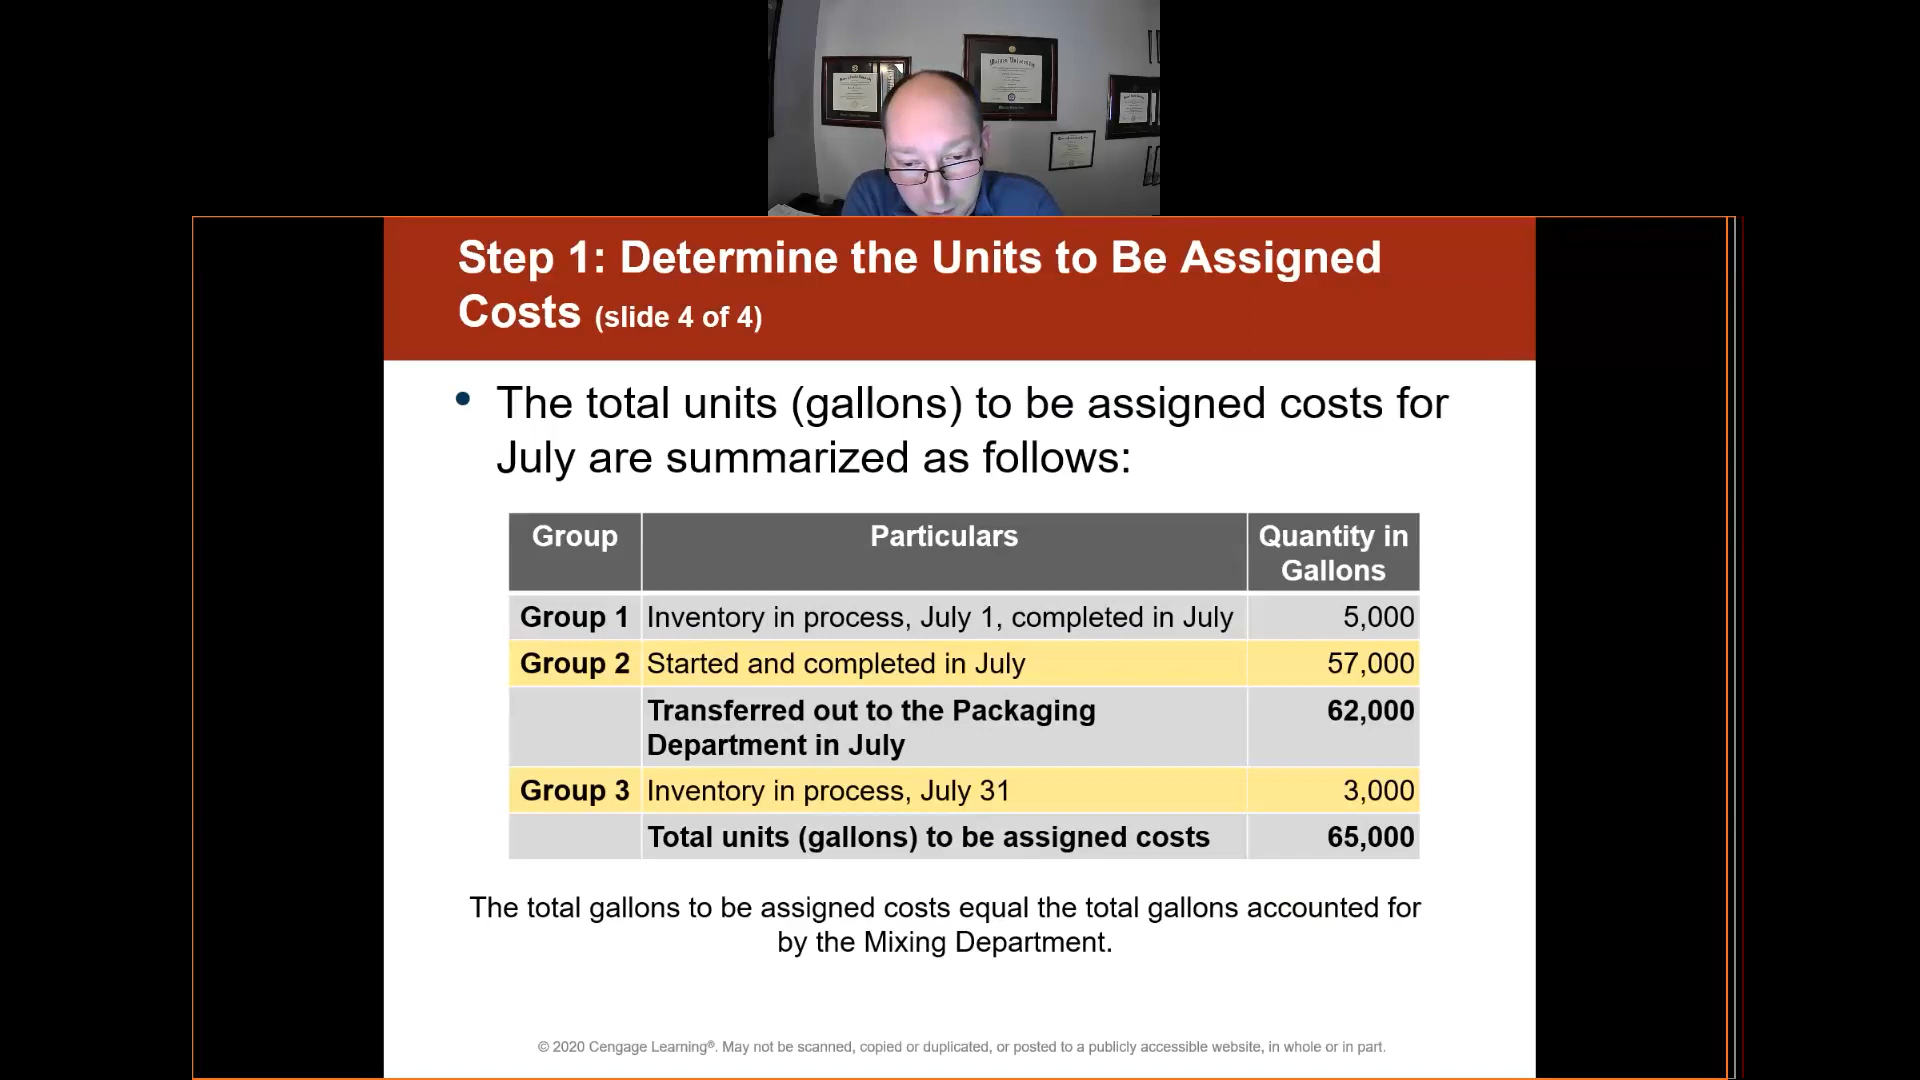 Step 1: Determine the Units to Be Assigned
Costs (slide 4 of 4)
• The total units (gallons) to be assigned costs for
July are summarized as follows:
Group Particulars Quantity in
Gallons
Group 1 Inventory in process, July 1, completed in July 5,000
Group 2 Started and completed in July 57,000
Transferred out to the Packaging 62,000
Department in July
Group 3 Inventory in process, July 31 3,000
Total units (gallons) to be assigned costs 65,000
The total gallons to be assigned costs equal the total gallons accounted for
by the Mixing Department.
© 2020 Cengage Learning®. May not be scanned, copied or duplicated, or posted to a publicly accessible website, in whole or in part.